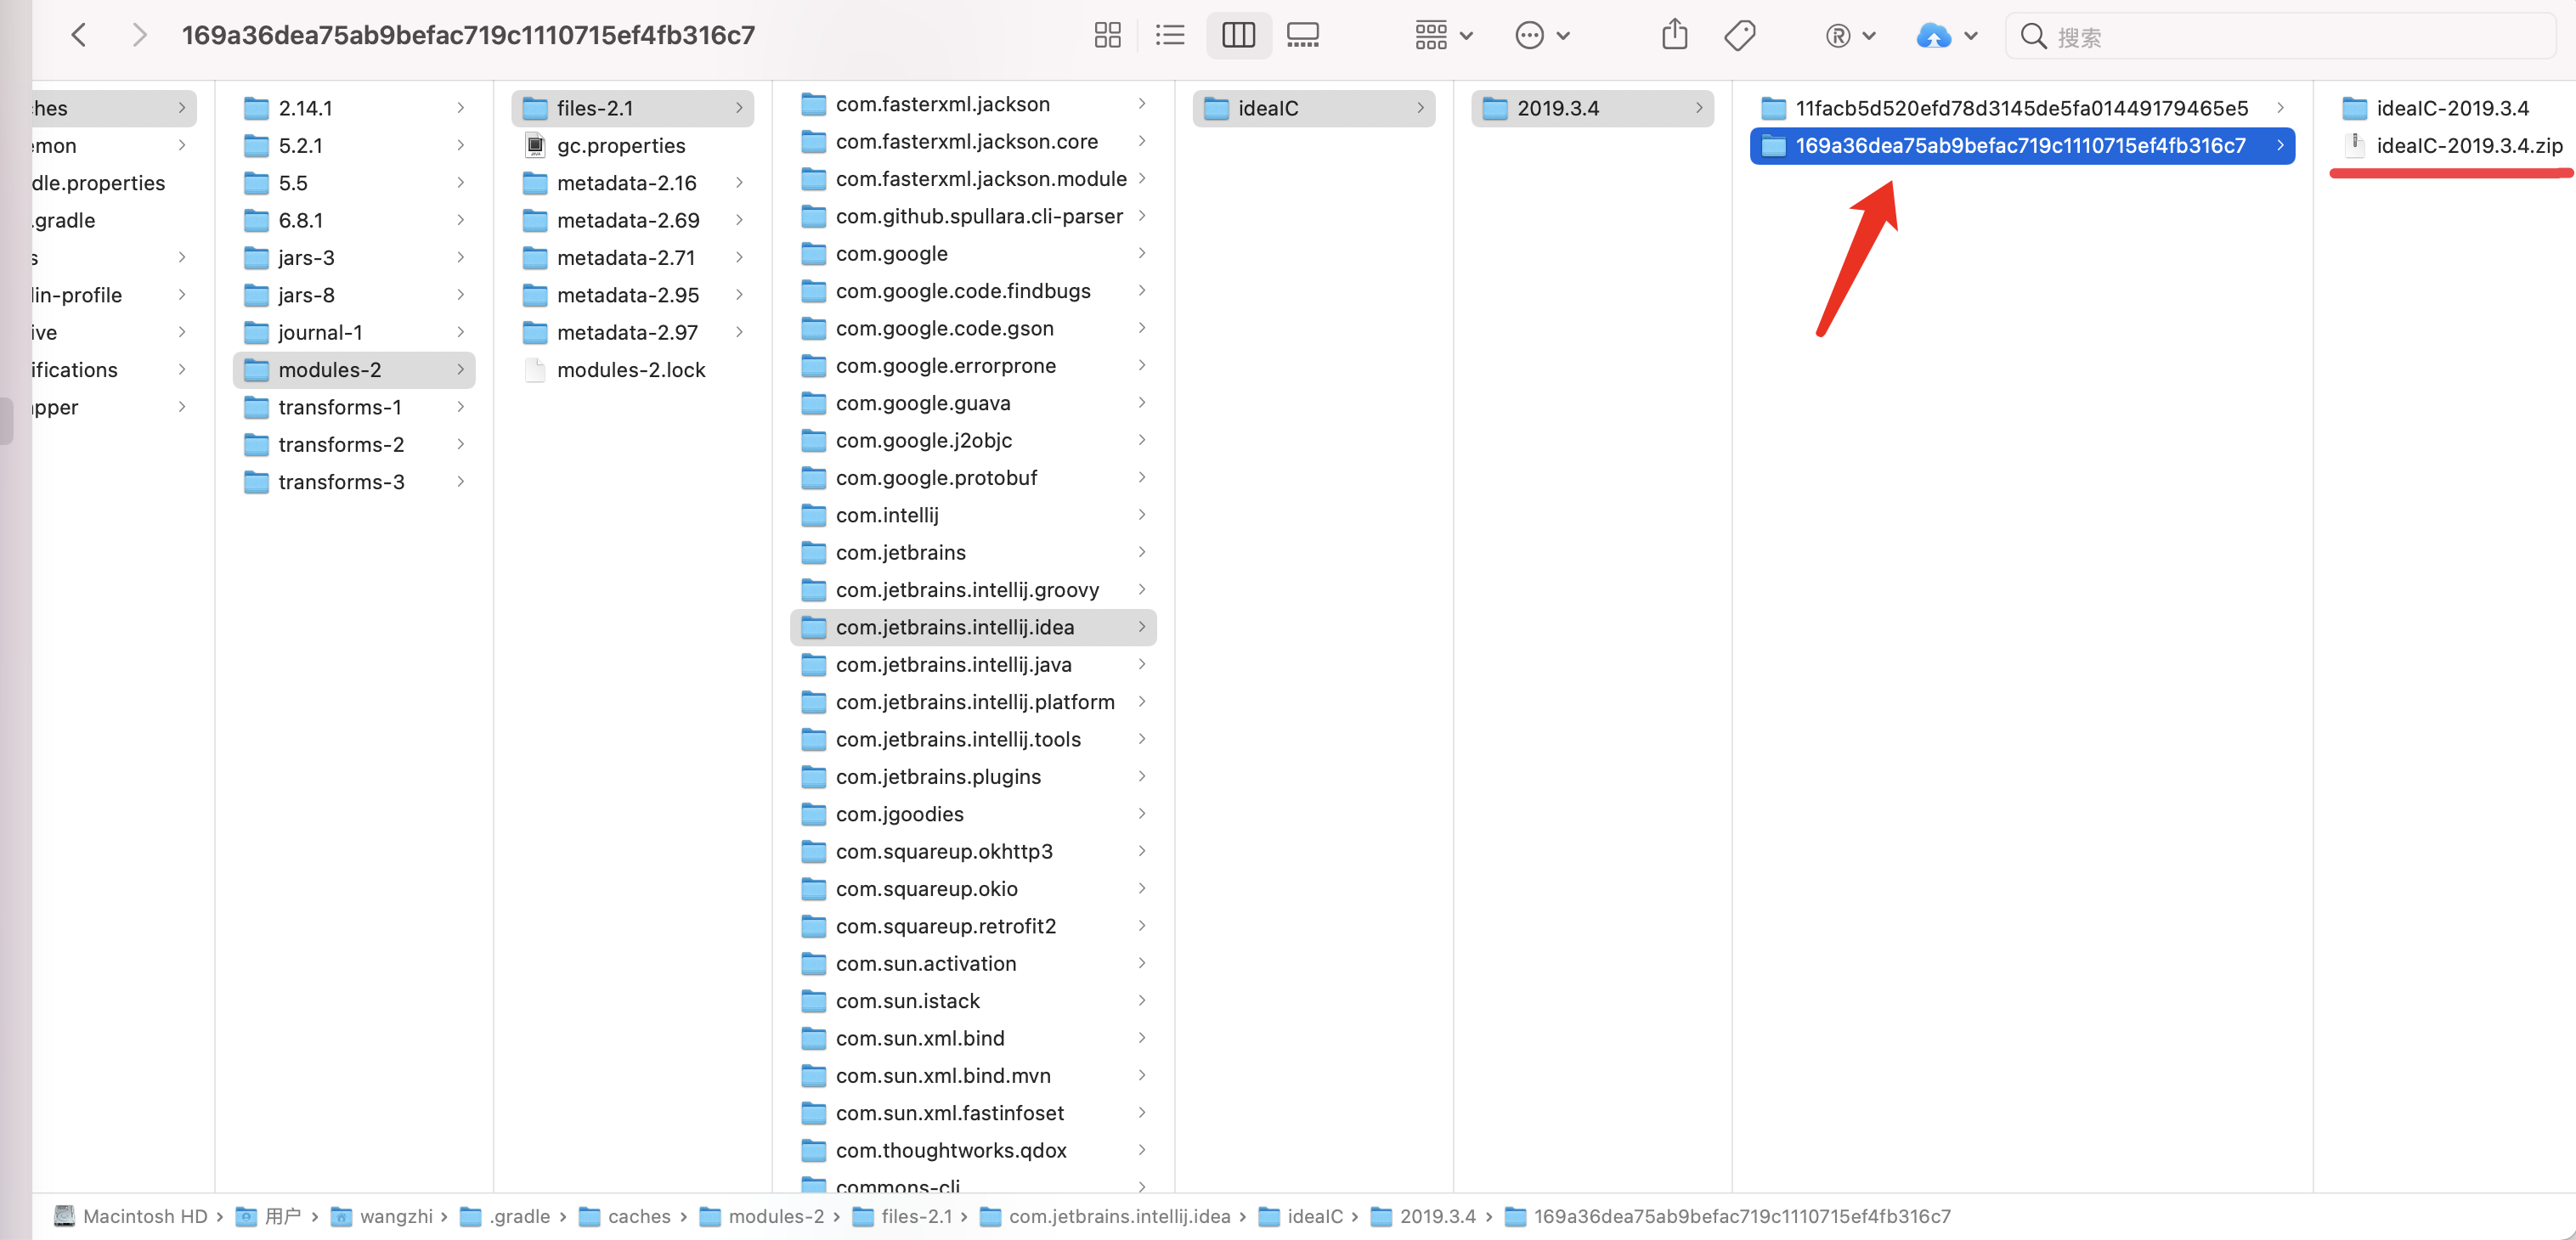 169a36dea75ab9befac719c1110715ef4fb316c7
搜索
ches
emon
dle.properties
.gradle
s
lin-profile
ive
ifications
apper
2.14.1
5.2.1
5.5
6.8.1
jars-3
jars-8
journal-1
modules-2
transforms-1
transforms-2
transforms-3
files-2.1
gc.properties
metadata-2.16
metadata-2.69
metadata-2.71
metadata-2.95
metadata-2.97
modules-2.lock
com.fasterxml.jackson
com.fasterxml.jackson.core
com.fasterxml.jackson.module
com.github.spullara.cli-parser
com.google
com.google.code.findbugs
com.google.code.gson
com.google.errorprone
com.google.guava
com.google.j2objc
com.google.protobuf
com.intellij
com.jetbrains
com.jetbrains.intellij.groovy
com.jetbrains.intellij.idea
com.jetbrains.intellij.java
com.jetbrains.intellij.platform
com.jetbrains.intellij.tools
com.jetbrains.plugins
com.jgoodies
com.squareup.okhttp3
com.squareup.okio
com.squareup.retrofit2
com.sun.activation
com.sun.istack
com.sun.xml.bind
com.sun.xml.bind.mvn
com.sun.xml.fastinfoset
com.thoughtworks.qdox
commons-cli
ideaIC
2019.3.4
11facb5d520efd78d3145de5fa01449179465e5
169a36dea75ab9befac719c1110715ef4fb316c7
ideaIC-2019.3.4
ideaIC-2019.3.4.zip
Macintosh HD › 用户 › wangzhi › .gradle › caches › modules-2 › files-2.1 › com.jetbrains.intellij.idea › ideaIC › 2019.3.4 › 169a36dea75ab9befac719c1110715ef4fb316c7